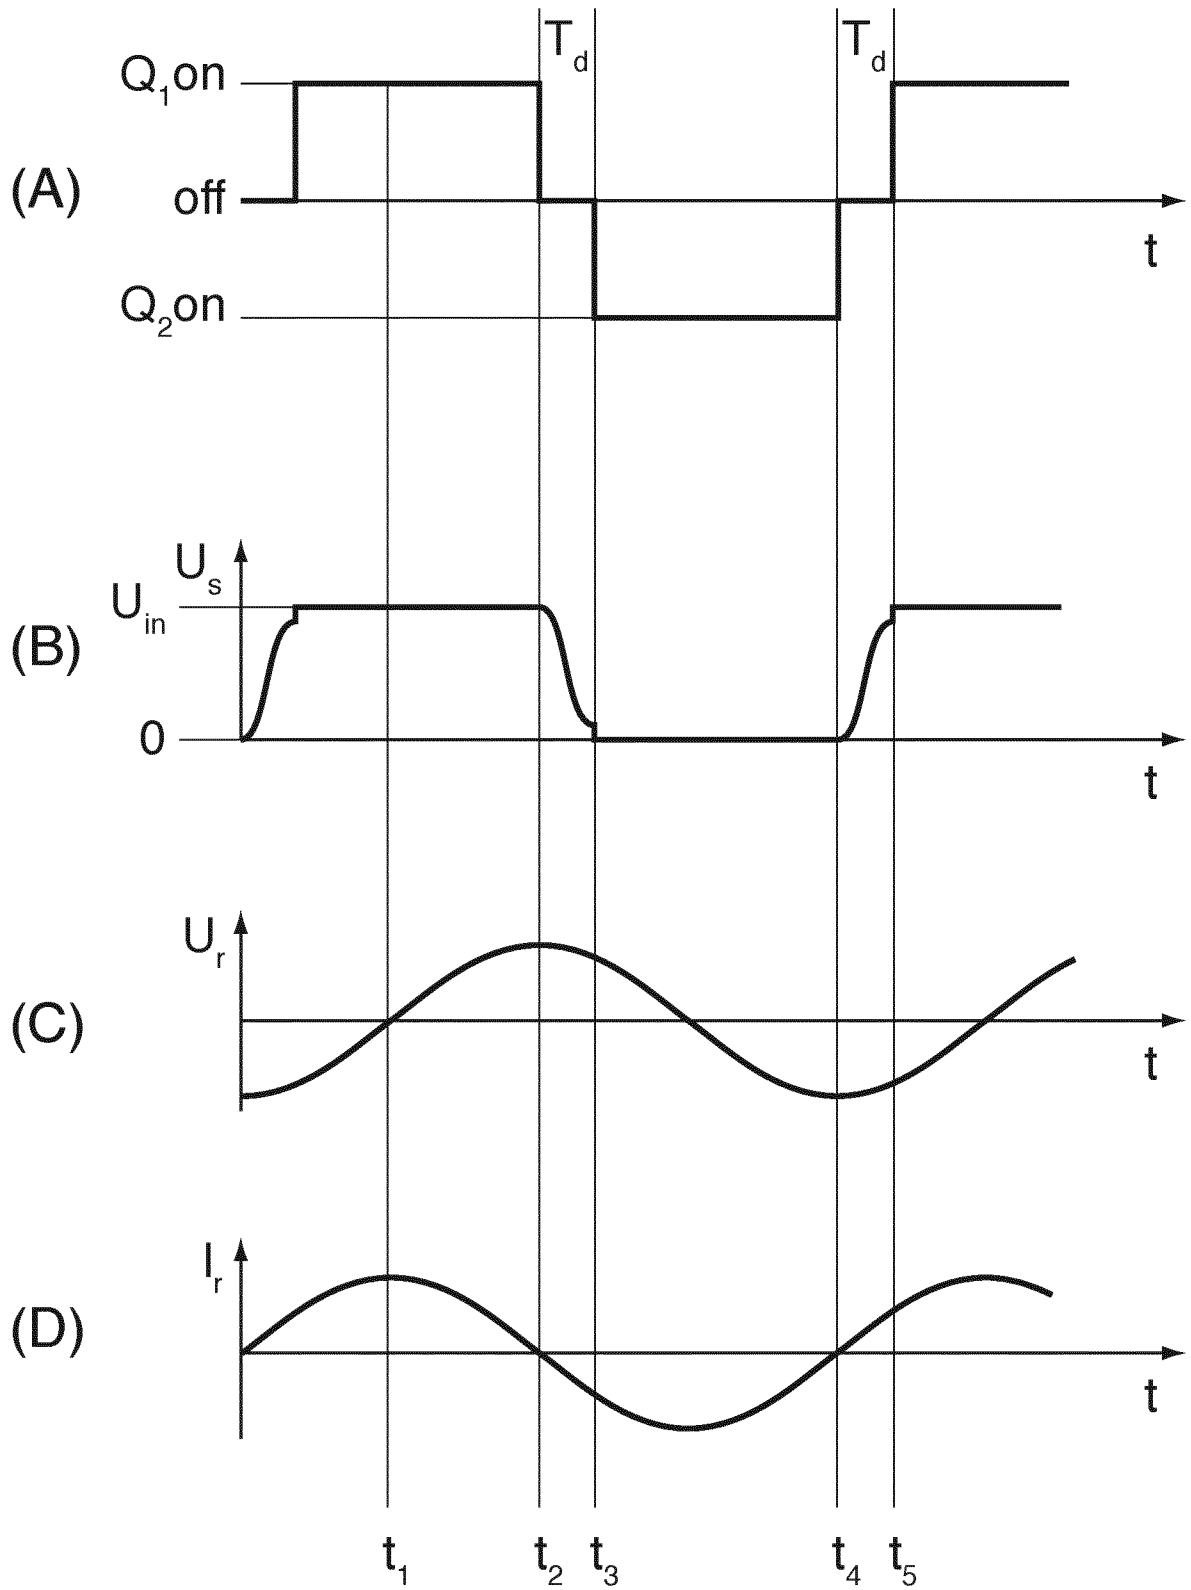 T_d T_d
Q_1on
(A) off
t
Q_2on
U_s
U_in
(B)
0
t
U_r
(C)
t
I_r
(D)
t
t_1 t_2 t_3 t_4 t_5